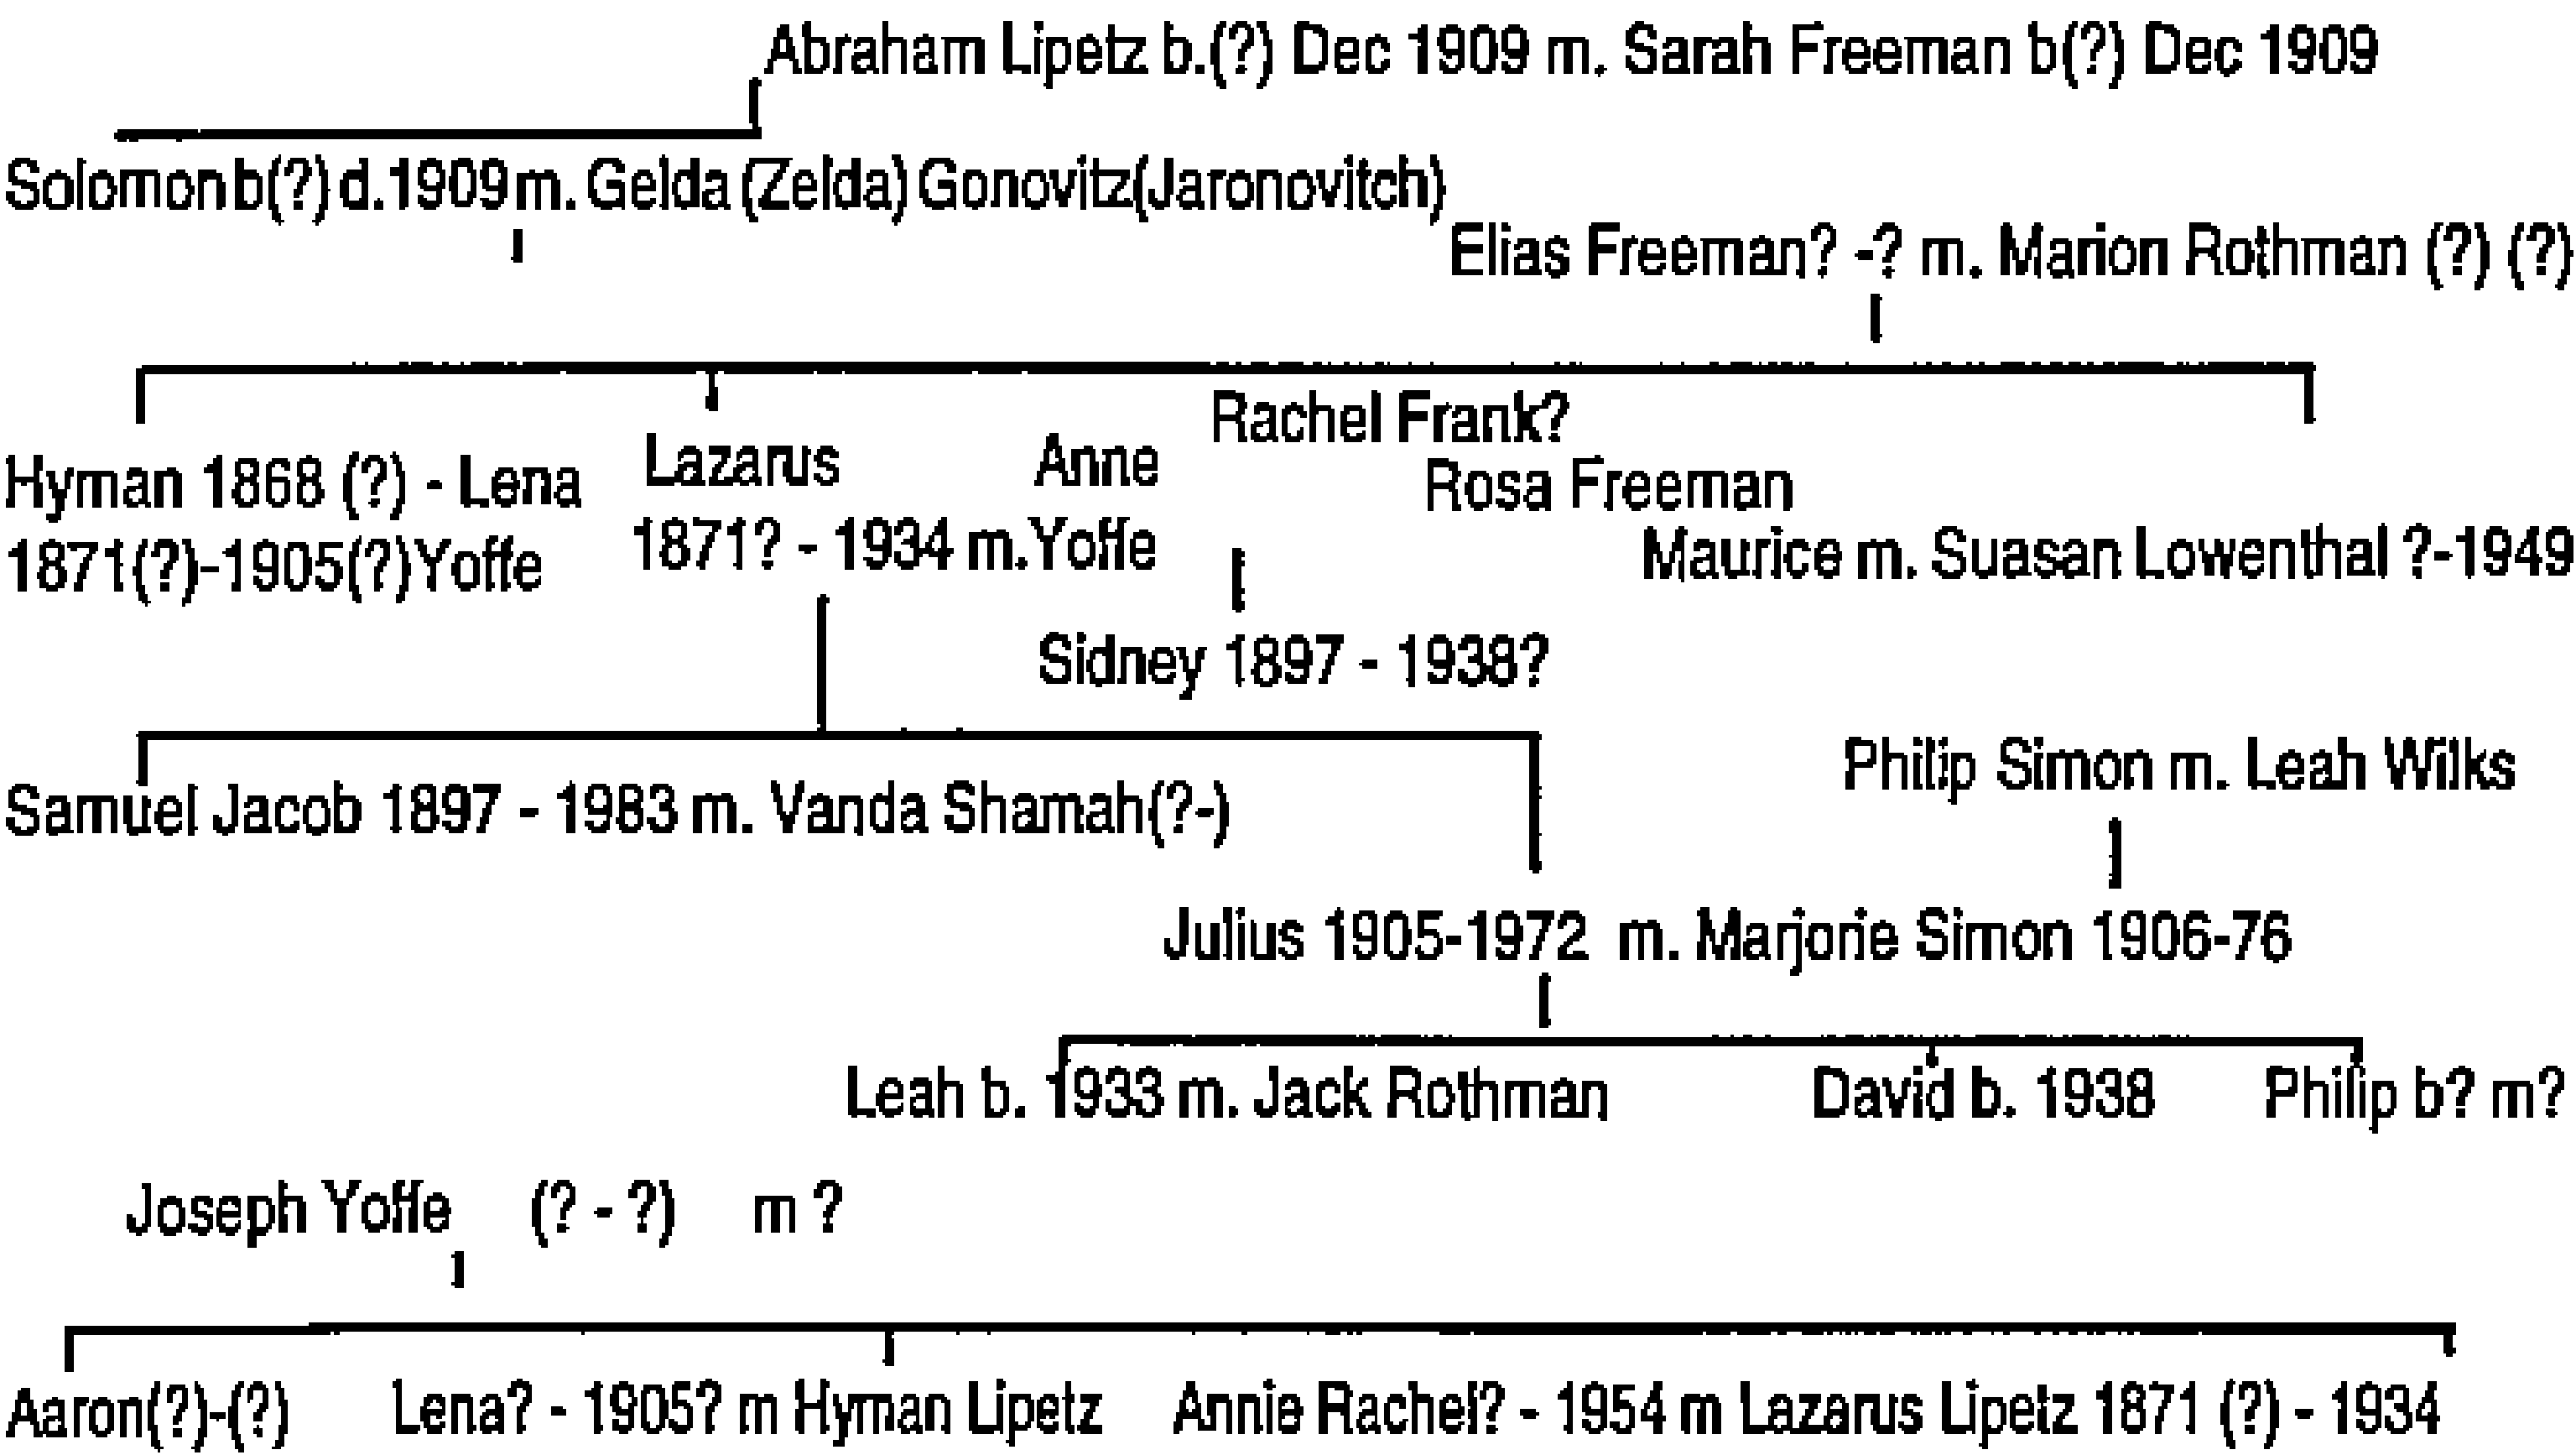 Abraham Lipetz b.(?) Dec 1909 m. Sarah Freeman b(?) Dec 1909
Solomon b(?) d.1909 m. Gelda (Zelda) Gonovitz(Jaronovitch)
Elias Freeman? -? m. Marion Rothman (?) (?)
Hyman 1868 (?) - Lena
1871(?)-1905(?)Yoffe
Lazarus Anne
1871? - 1934 m.Yoffe
Rachel Frank?
Rosa Freeman
Maurice m. Suasan Lowenthal ?-1949
Sidney 1897 - 1938?
Samuel Jacob 1897 - 1983 m. Vanda Shamah(?-)
Philip Simon m. Leah Wilks
Julius 1905-1972 m. Marjorie Simon 1906-76
Leah b. 1933 m. Jack Rothman David b. 1938 Philip b? m?
Joseph Yoffe (? - ?) m ?
Aaron(?)-(?) Lena? - 1905? m Hyman Lipetz Annie Rachel? - 1954 m Lazarus Lipetz 1871 (?) - 1934